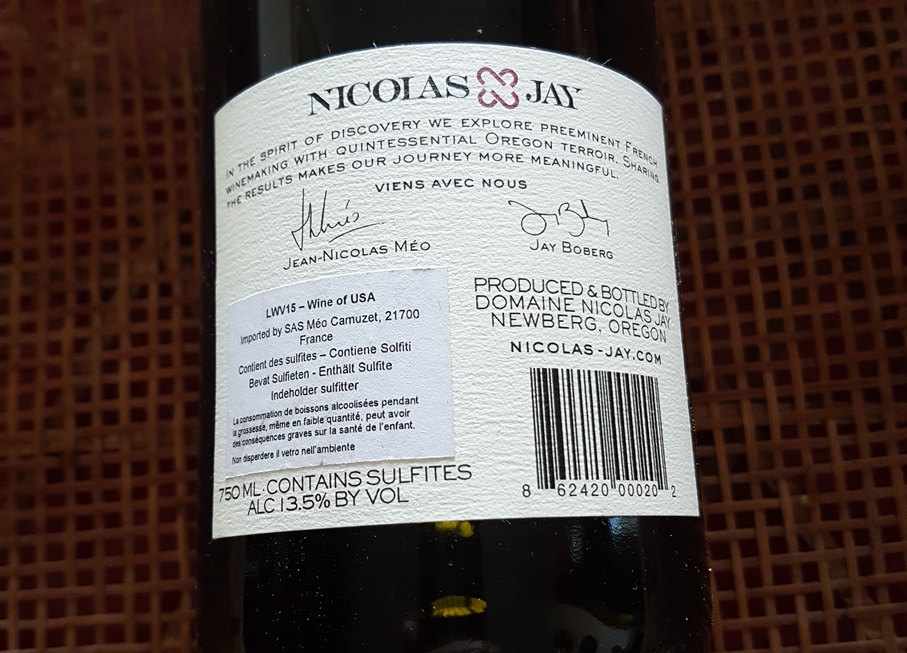 NICOLAS JAY
IN THE SPIRIT OF DISCOVERY WE EXPLORE PREEMINENT FRENCH
WINEMAKING WITH QUINTESSENTIAL OREGON TERROIR. SHARING
THE RESULTS MAKES OUR JOURNEY MORE MEANINGFUL.
VIENS AVEC NOUS
JEAN-NICOLAS MÉO
JAY BOBERG
LWV15 – Wine of USA
Imported by SAS Méo Camuzet, 21700
France
Contient des sulfites – Contiene Solfiti
Bevat Sulfieten - Enthält Sulfite
Indeholder sulfitter
La consommation de boissons alcoolisées pendant
la grossesse, même en faible quantité, peut avoir
des conséquences graves sur la santé de l'enfant.
Non disperdere il vetro nell'ambiente
750 ML · CONTAINS SULFITES
ALC 13.5% BY VOL
PRODUCED & BOTTLED BY
DOMAINE NICOLAS JAY
NEWBERG, OREGON
NICOLAS-JAY.COM
8 62420 00020 2